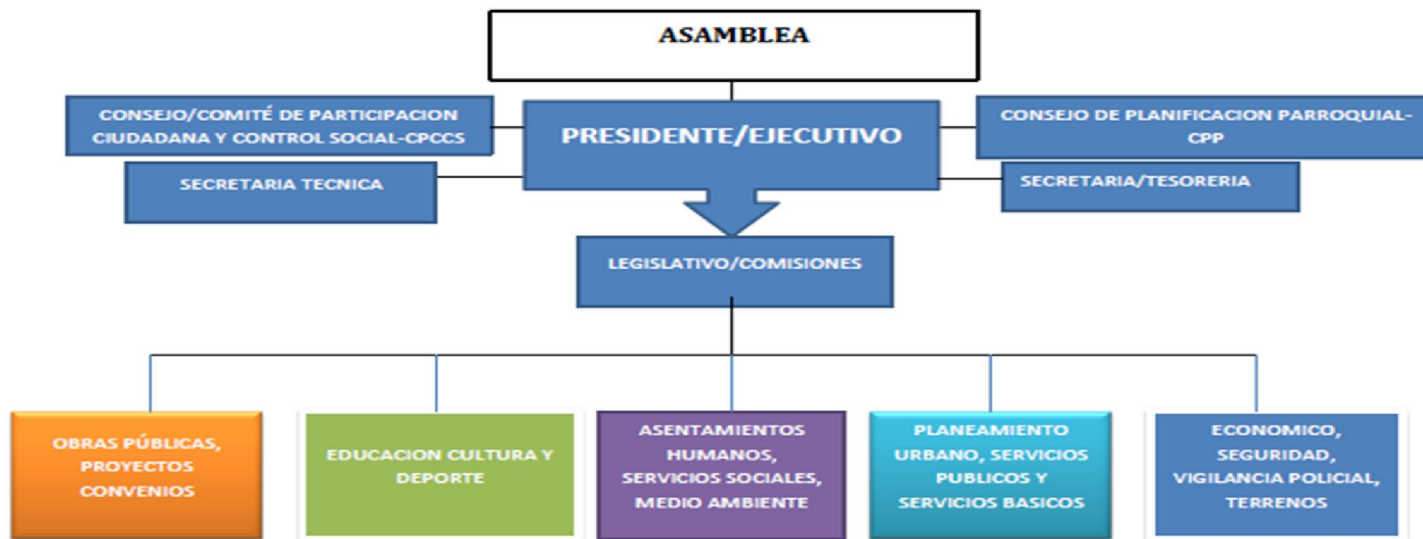 ASAMBLEA
CONSEJO/COMITÉ DE PARTICIPACION
CIUDADANA Y CONTROL SOCIAL-CPCCS
PRESIDENTE/EJECUTIVO
CONSEJO DE PLANIFICACION PARROQUIAL-
CPP
SECRETARIA TECNICA
SECRETARIA/TESORERIA
LEGISLATIVO/COMISIONES
OBRAS PÚBLICAS,
PROYECTOS
CONVENIOS
EDUCACION CULTURA Y
DEPORTE
ASENTAMIENTOS
HUMANOS,
SERVICIOS SOCIALES,
MEDIO AMBIENTE
PLANEAMIENTO
URBANO, SERVICIOS
PUBLICOS Y
SERVICIOS BASICOS
ECONOMICO,
SEGURIDAD,
VIGILANCIA POLICIAL,
TERRENOS